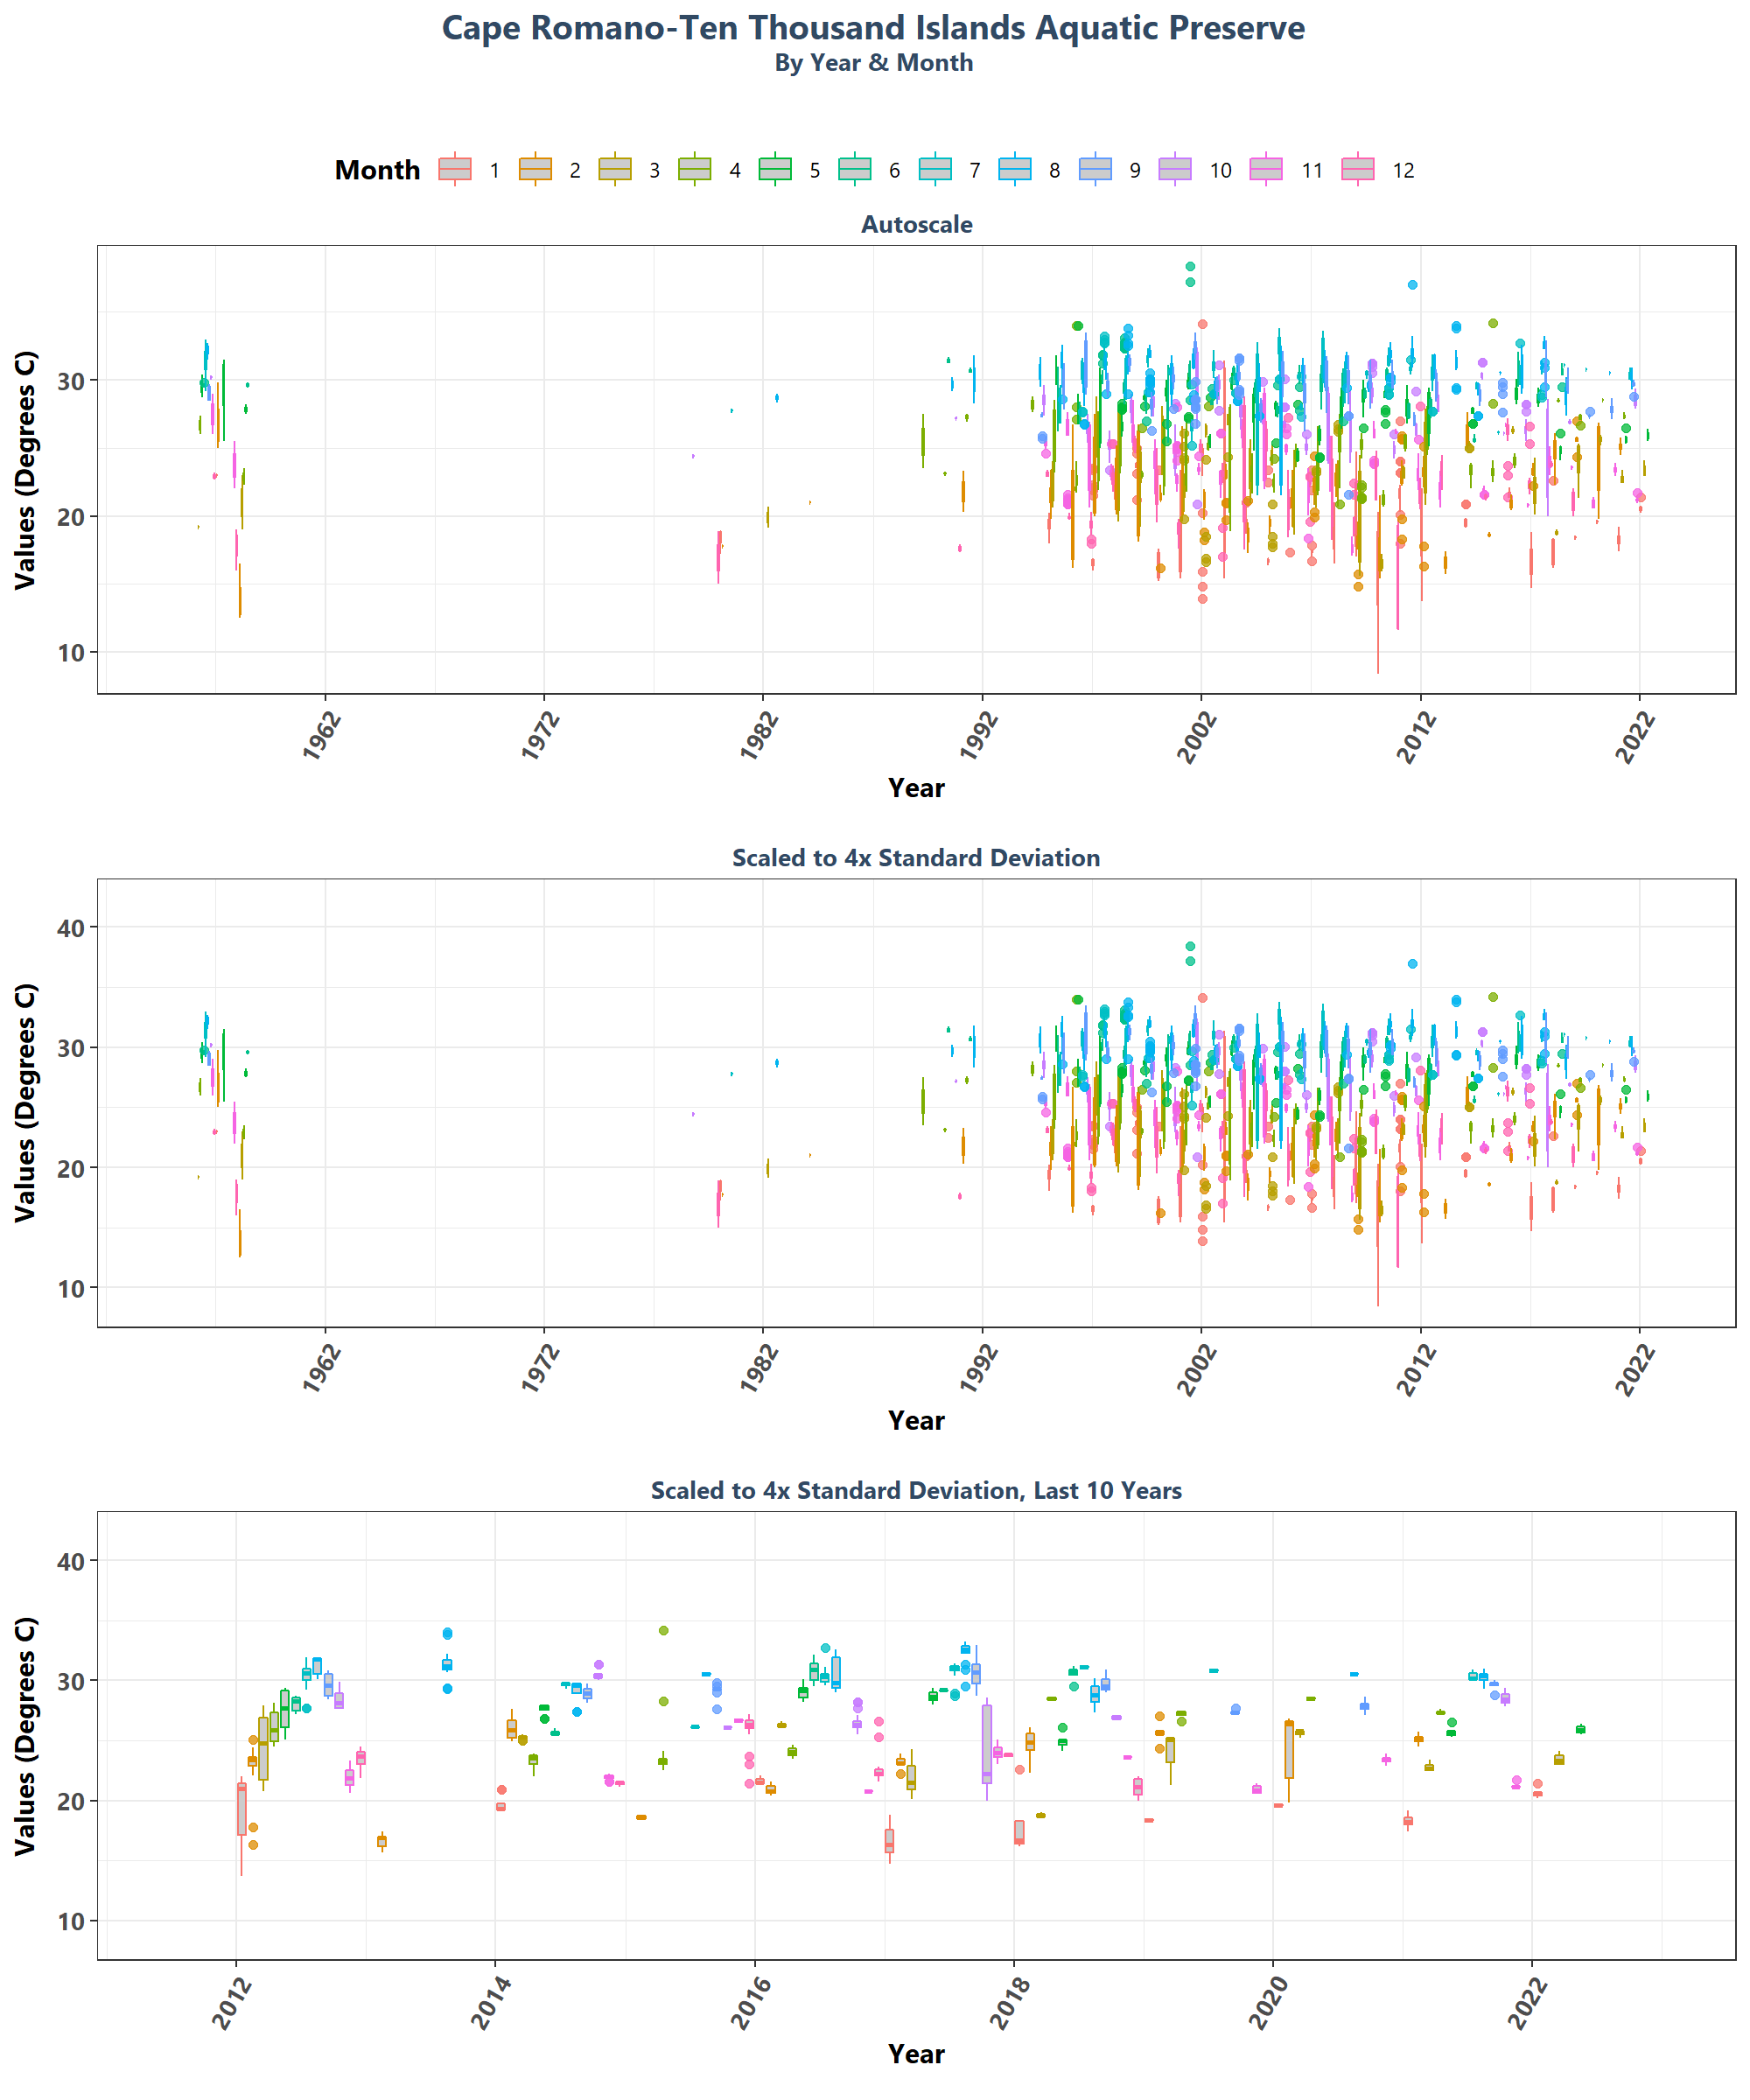 Cape Romano-Ten Thousand Islands Aquatic Preserve
By Year & Month
Month 1 2 3 4 5 6 7 8 9 10 11 12
Autoscale
Values (Degrees C)
30
20
10
1962 1972 1982 1992 2002 2012 2022
Year
Scaled to 4x Standard Deviation
Values (Degrees C)
40
30
20
10
1962 1972 1982 1992 2002 2012 2022
Year
Scaled to 4x Standard Deviation, Last 10 Years
Values (Degrees C)
40
30
20
10
2012 2014 2016 2018 2020 2022
Year